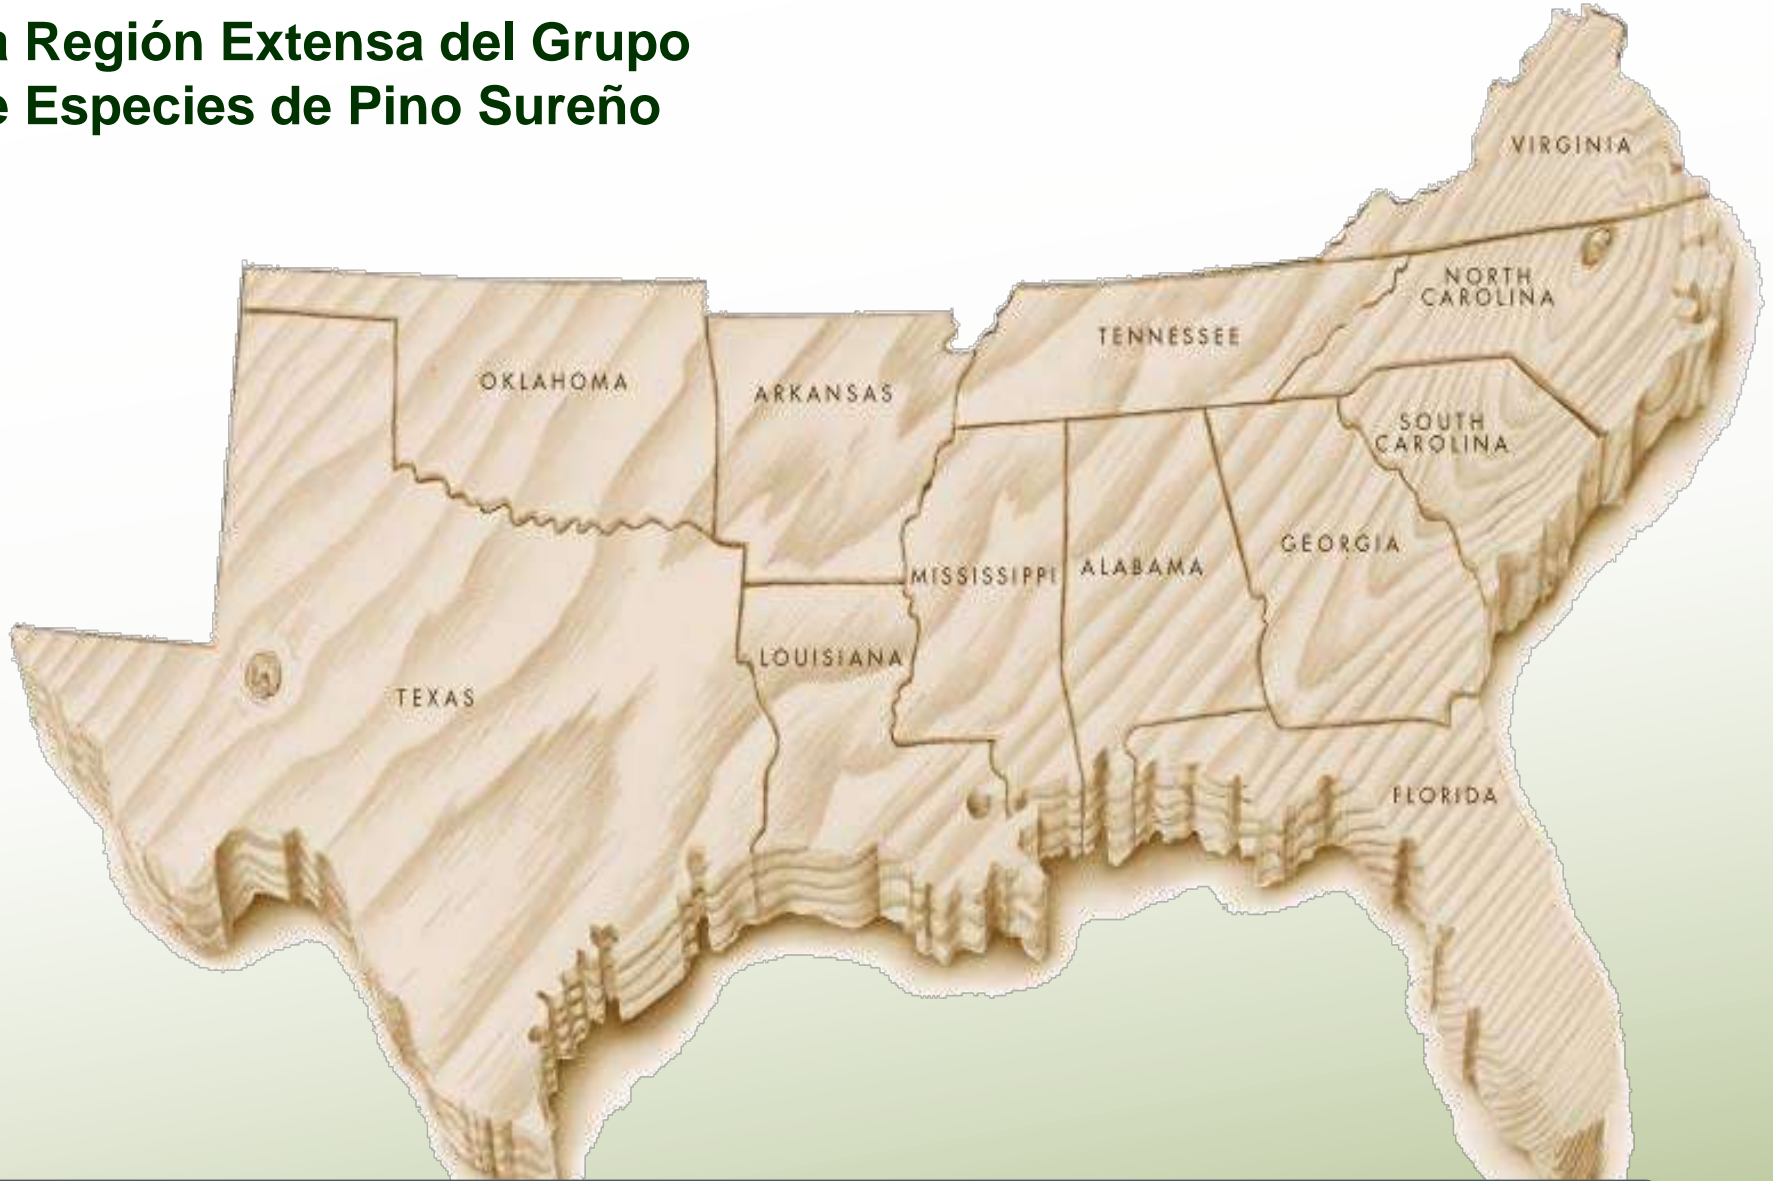 a Región Extensa del Grupo
e Especies de Pino Sureño
VIRGINIA
NORTH
CAROLINA
TENNESSEE
OKLAHOMA
ARKANSAS
SOUTH
CAROLINA
GEORGIA
MISSISSIPPI
ALABAMA
LOUISIANA
TEXAS
FLORIDA